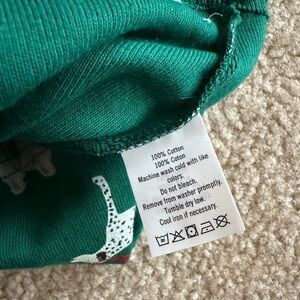 100% Cotton
100% Coton
Machine wash cold with like
colors.
Do not bleach.
Remove from washer promptly.
Tumble dry low.
Cool iron if necessary.